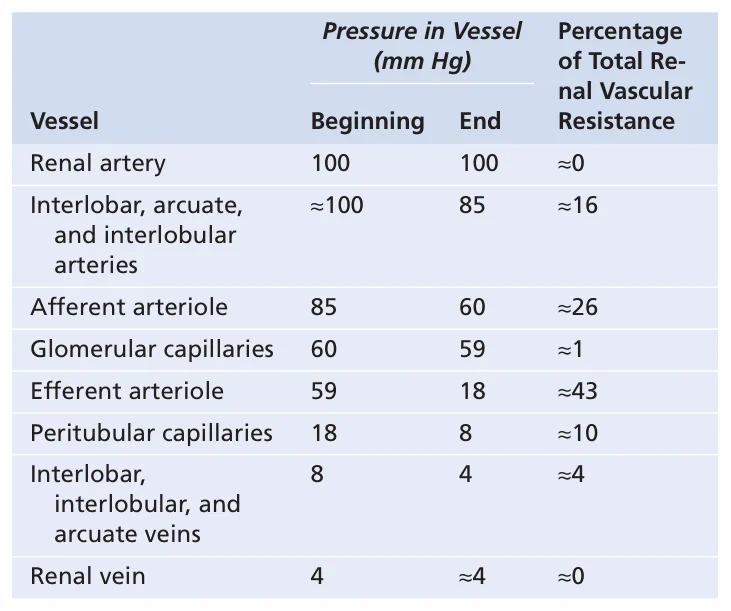 Pressure in Vessel
(mm Hg)
Percentage
of Total Re-
nal Vascular
Resistance
Vessel Beginning End
Renal artery 100 100 ≈0
Interlobar, arcuate, ≈100 85 ≈16
and interlobular
arteries
Afferent arteriole 85 60 ≈26
Glomerular capillaries 60 59 ≈1
Efferent arteriole 59 18 ≈43
Peritubular capillaries 18 8 ≈10
Interlobar, 8 4 ≈4
interlobular, and
arcuate veins
Renal vein 4 ≈4 ≈0